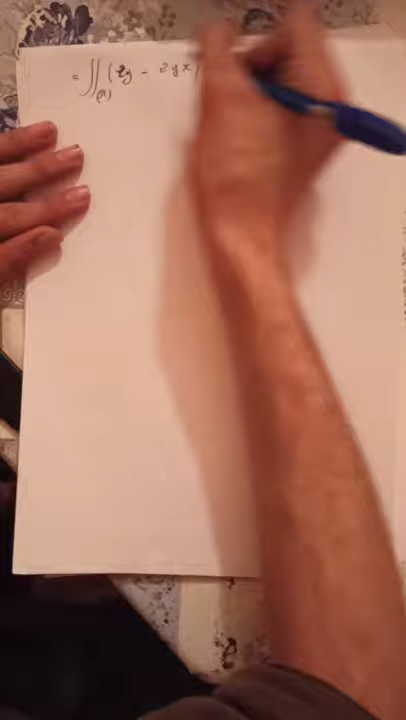 = ∬ (2y - 2yx)
(D)